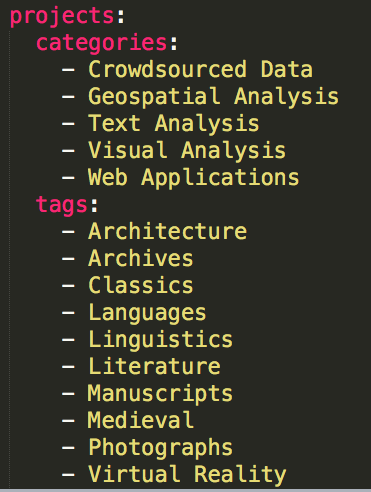 projects:
  categories:
    - Crowdsourced Data
    - Geospatial Analysis
    - Text Analysis
    - Visual Analysis
    - Web Applications
  tags:
    - Architecture
    - Archives
    - Classics
    - Languages
    - Linguistics
    - Literature
    - Manuscripts
    - Medieval
    - Photographs
    - Virtual Reality